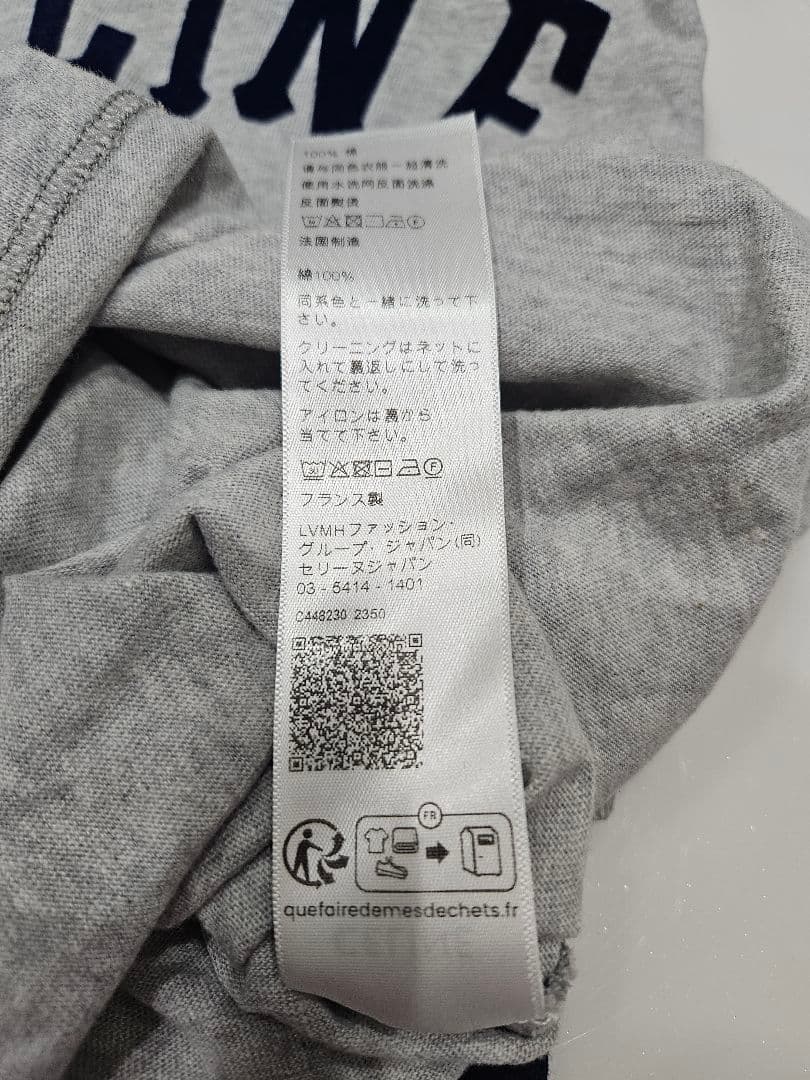 LINE
100% 棉
请与同色衣服一起清洗
使用水洗网反面洗涤
反面熨烫
法国制造
綿100%
同系色と一緒に洗って下
さい。
クリーニングはネットに
入れて裏返しにして洗っ
てください。
アイロンは裏から
当てて下さい。
30 F
フランス製
LVMHファッション・
グループ・ジャパン(同)
セリーヌジャパン
03 - 5414 - 1401
C448230 2350
FR
quefairedemesdechets.fr